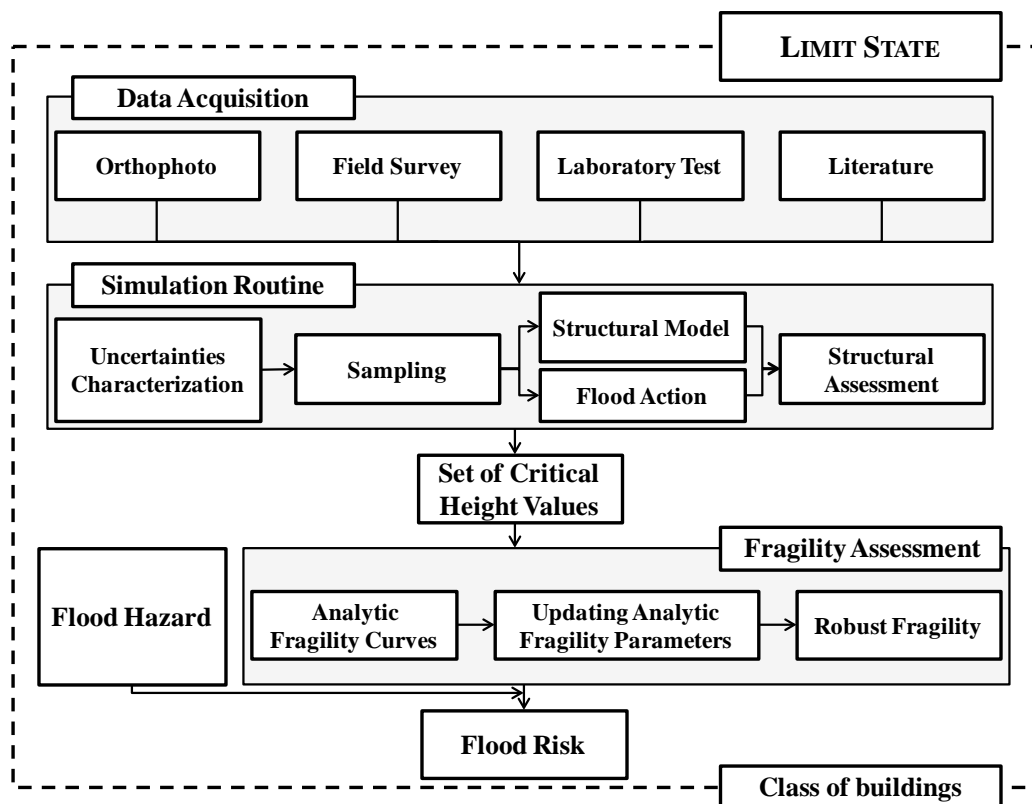 LIMIT STATE
Data Acquisition
Orthophoto
Field Survey
Laboratory Test
Literature
Simulation Routine
Uncertainties
Characterization
Sampling
Structural Model
Flood Action
Structural
Assessment
Set of Critical
Height Values
Fragility Assessment
Flood Hazard
Analytic
Fragility Curves
Updating Analytic
Fragility Parameters
Robust Fragility
Flood Risk
Class of buildings